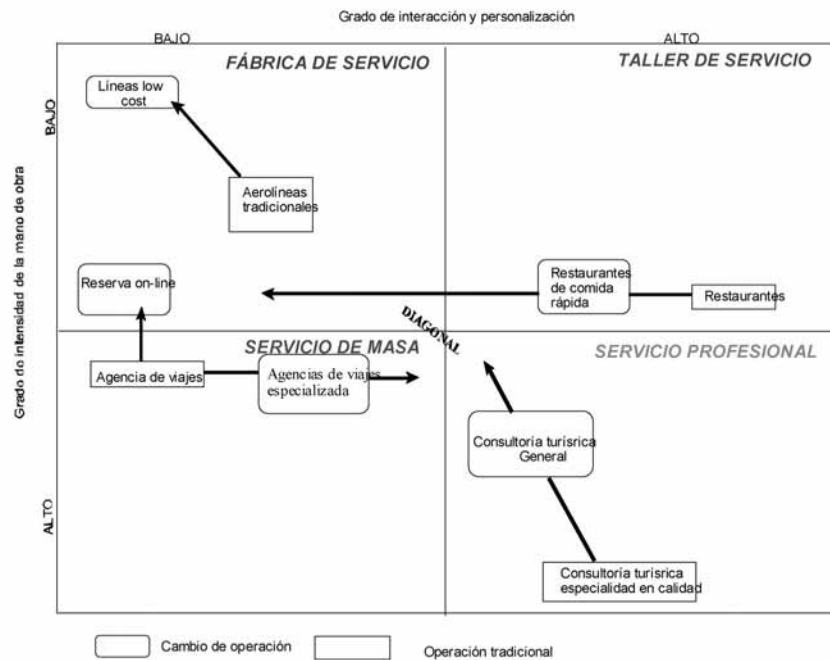 Grado de interacción y personalización
BAJO
ALTO
FÁBRICA DE SERVICIO
TALLER DE SERVICIO
Líneas low
cost
BAJO
Aerolíneas
tradicionales
Grado de intensidad de la mano de obra
Reserva on-line
Restaurantes
de comida
rápida
Restaurantes
DIAGONAL
SERVICIO DE MASA
SERVICIO PROFESIONAL
Agencia de viajes
Agencias de viajes
especializada
Consultoría turísrica
General
ALTO
Consultoría turísrica
especialidad en calidad
Cambio de operación
Operación tradicional